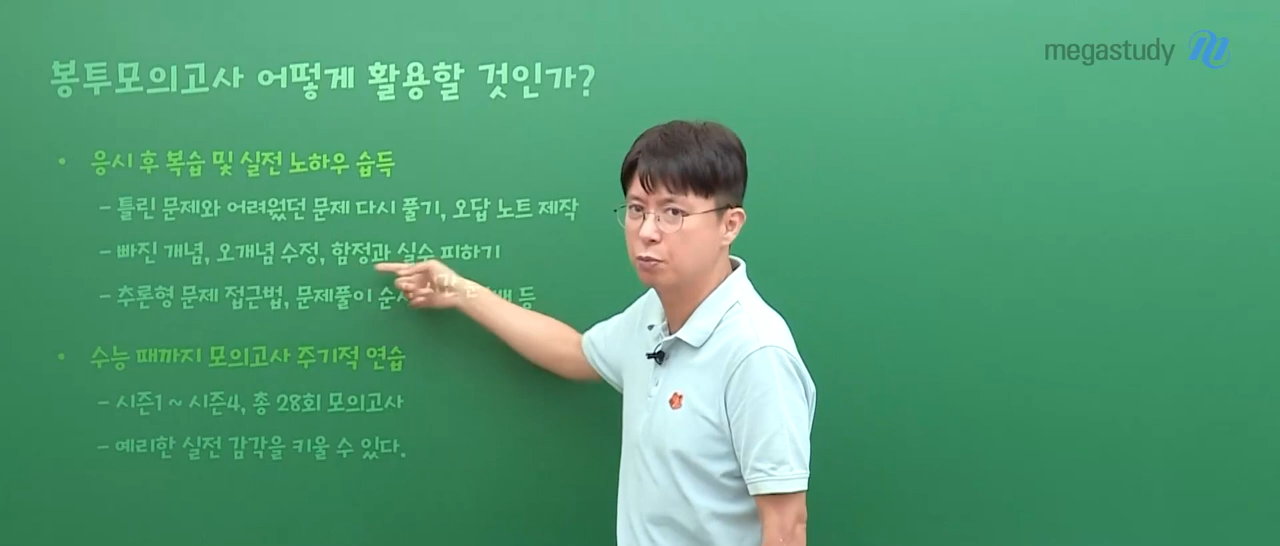 megastudy
봉투모의고사 어떻게 활용할 것인가?
• 응시 후 복습 및 실전 노하우 습득
- 틀린 문제와 어려웠던 문제 다시 풀기, 오답 노트 제작
- 빠진 개념, 오개념 수정, 함정과 실수 피하기
- 추론형 문제 접근법, 문제풀이 등
• 수능 때까지 모의고사 주기적 연습
- 시즌1 ~ 시즌4, 총 28회 모의고사
- 예리한 실전 감각을 키울 수 있다.